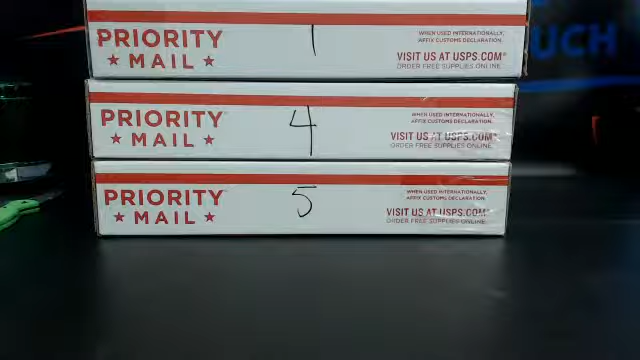 PRIORITY
★ MAIL ★
1
WHEN USED INTERNATIONALLY,
AFFIX CUSTOMS DECLARATION.
VISIT US AT USPS.COM®
ORDER FREE SUPPLIES ONLINE.
PRIORITY
★ MAIL ★
4
WHEN USED INTERNATIONALLY,
AFFIX CUSTOMS DECLARATION.
VISIT US AT USPS.COM®
ORDER FREE SUPPLIES ONLINE.
PRIORITY
★ MAIL ★
5
WHEN USED INTERNATIONALLY,
AFFIX CUSTOMS DECLARATION.
VISIT US AT USPS.COM®
ORDER FREE SUPPLIES ONLINE.